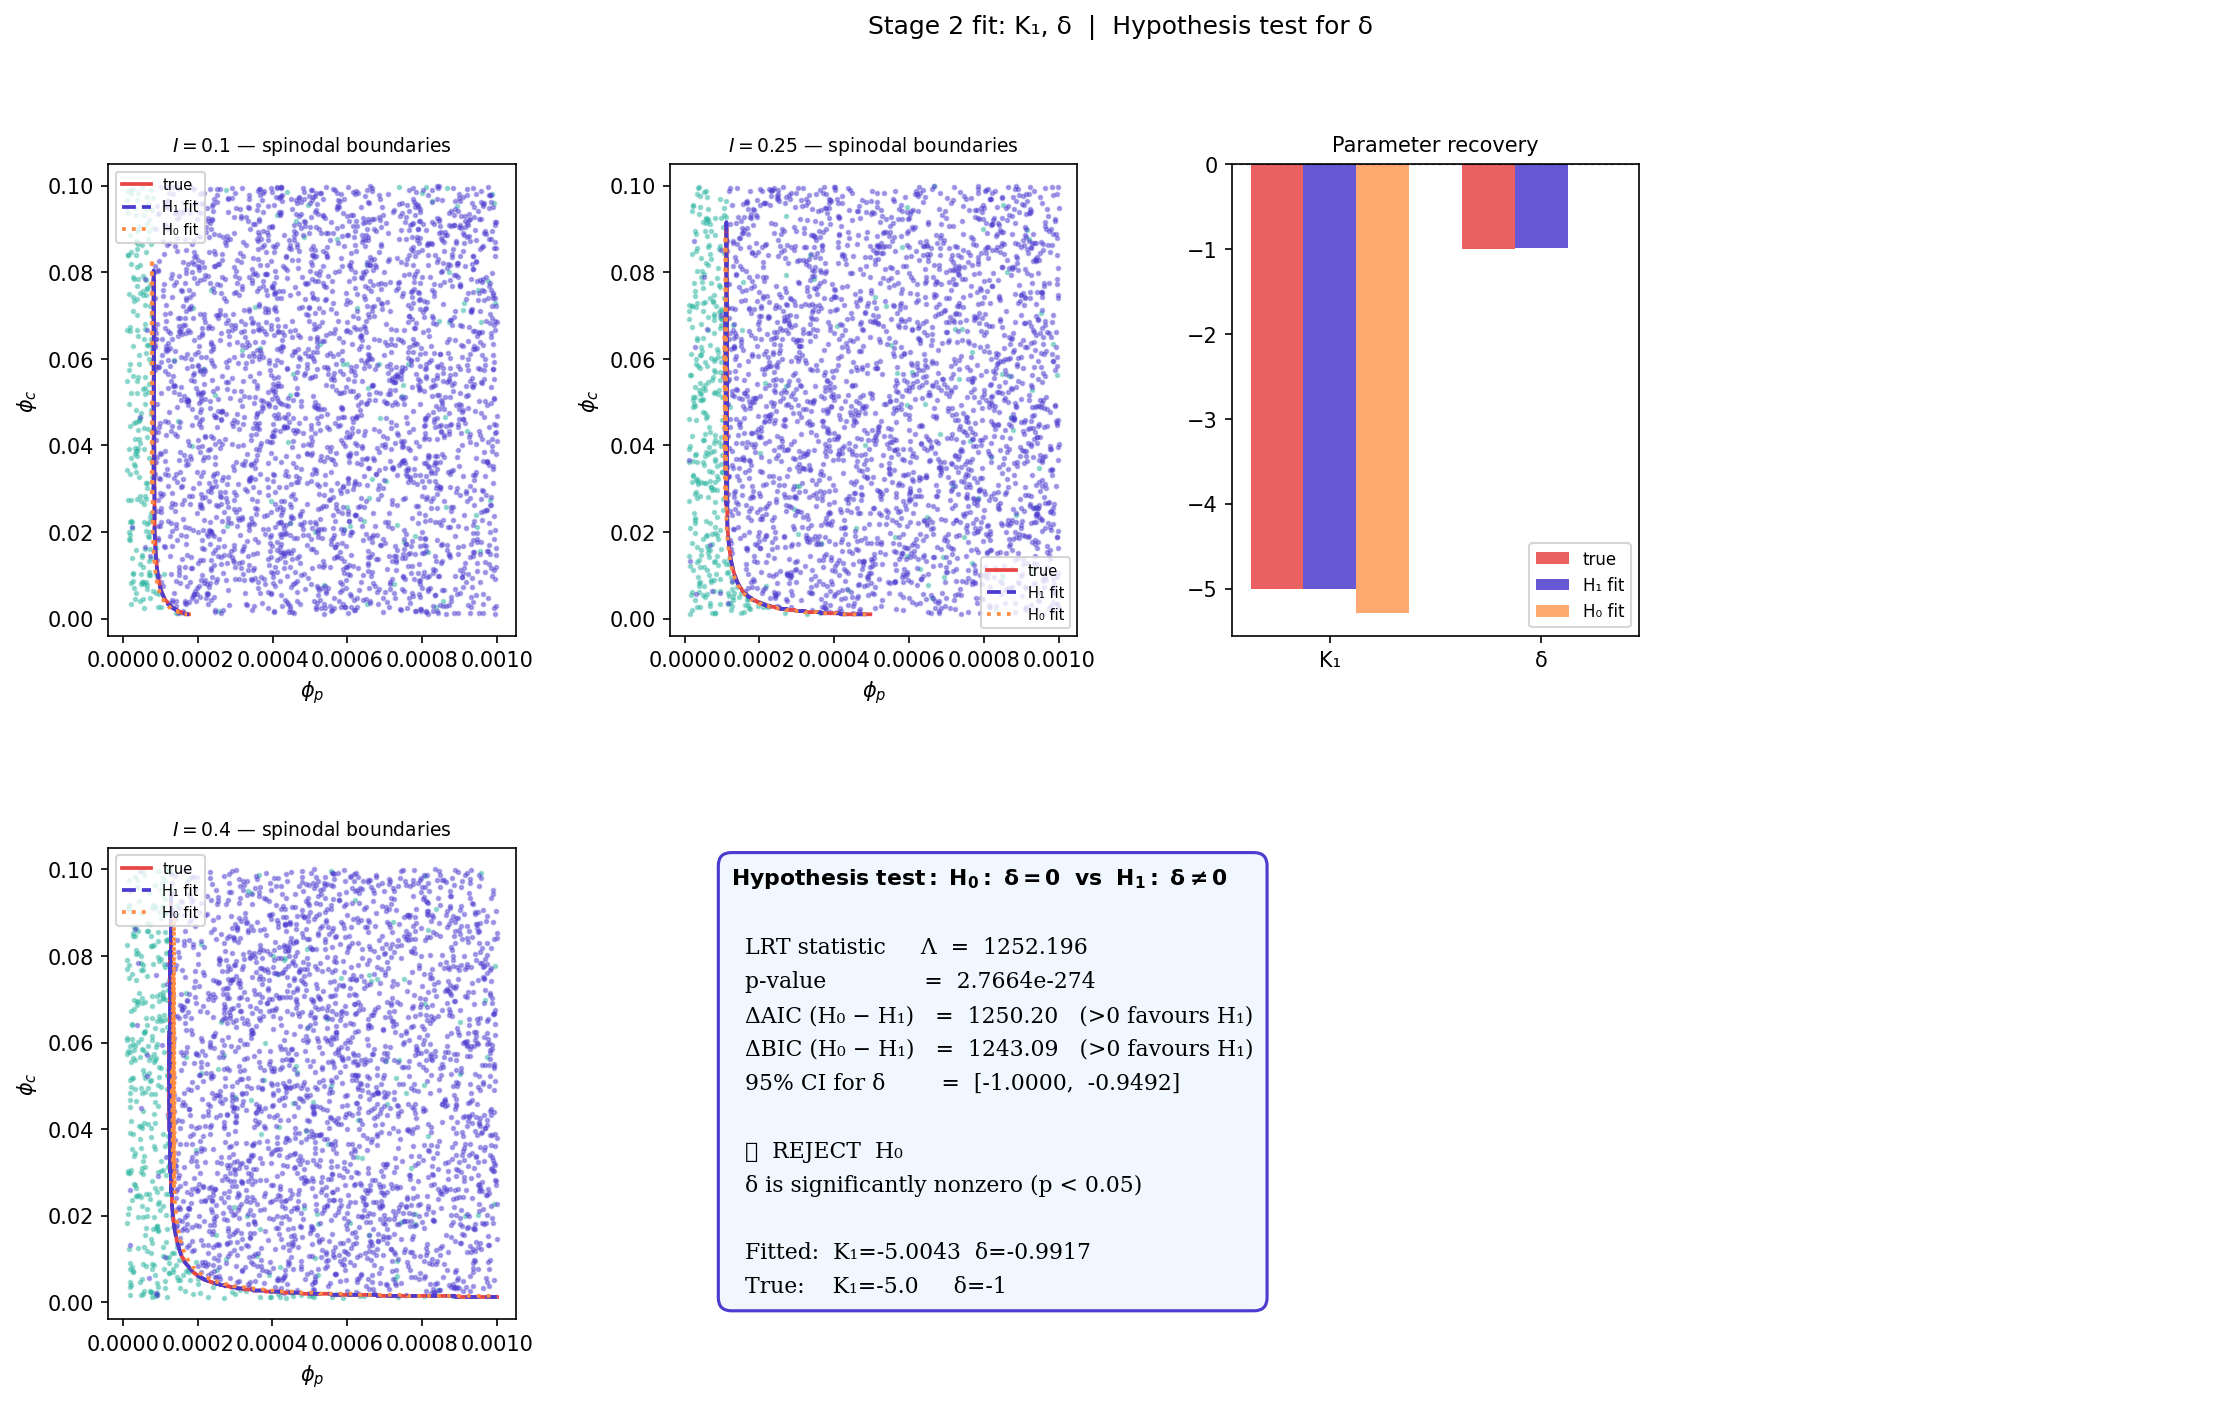 Stage 2 fit: K₁, δ | Hypothesis test for δ
I = 0.1 — spinodal boundaries
true
H₁ fit
H₀ fit
0.10
0.08
0.06
0.04
0.02
0.00
ϕc
0.0000 0.0002 0.0004 0.0006 0.0008 0.0010
ϕp
I = 0.25 — spinodal boundaries
0.10
0.08
0.06
0.04
0.02
0.00
ϕc
true
H₁ fit
H₀ fit
0.0000 0.0002 0.0004 0.0006 0.0008 0.0010
ϕp
Parameter recovery
0
−1
−2
−3
−4
−5
true
H₁ fit
H₀ fit
K₁ δ
I = 0.4 — spinodal boundaries
true
H₁ fit
H₀ fit
0.10
0.08
0.06
0.04
0.02
0.00
ϕc
0.0000 0.0002 0.0004 0.0006 0.0008 0.0010
ϕp
Hypothesis test: H₀: δ = 0 vs H₁: δ ≠ 0
LRT statistic Λ = 1252.196
p-value = 2.7664e-274
ΔAIC (H₀ − H₁) = 1250.20 (>0 favours H₁)
ΔBIC (H₀ − H₁) = 1243.09 (>0 favours H₁)
95% CI for δ = [-1.0000, -0.9492]
REJECT H₀
δ is significantly nonzero (p < 0.05)
Fitted: K₁=-5.0043 δ=-0.9917
True: K₁=-5.0 δ=-1